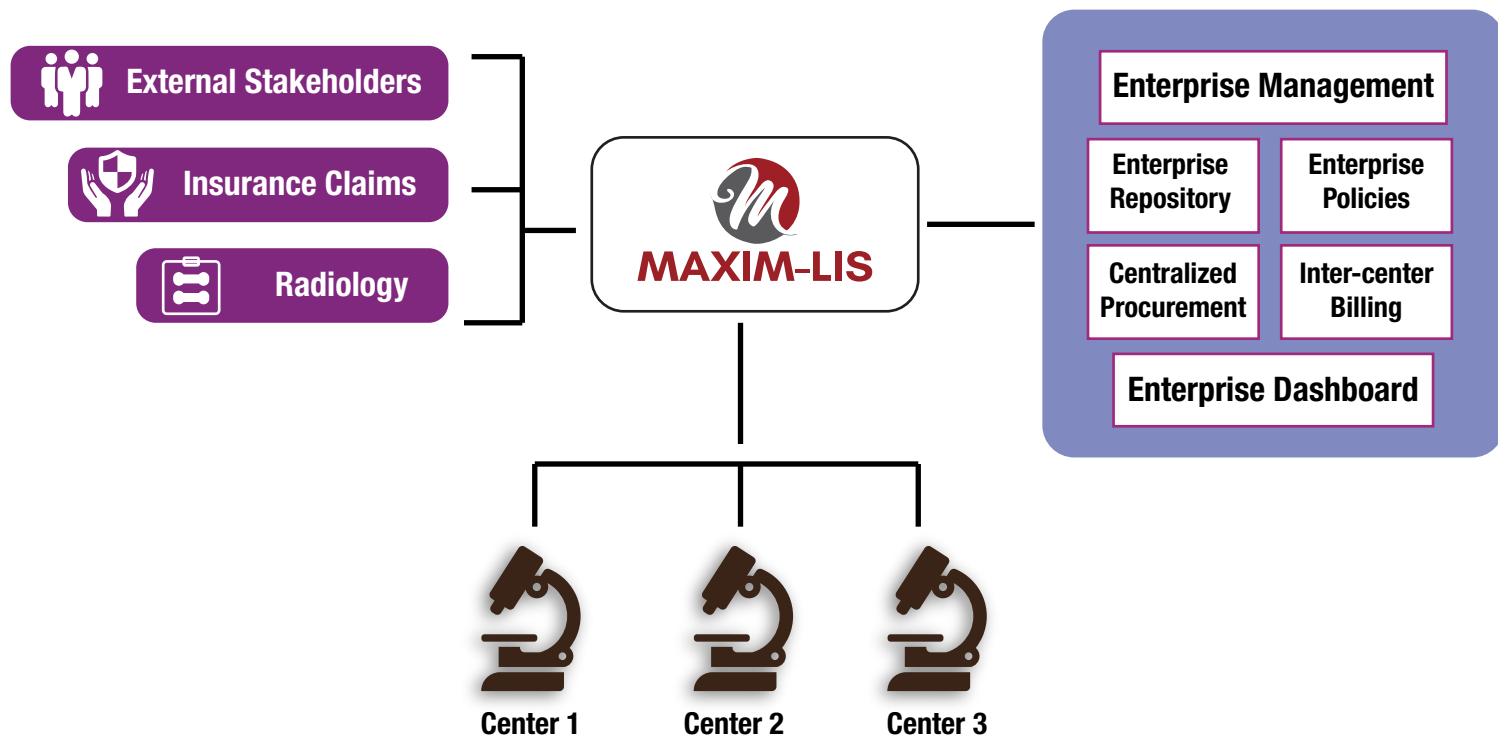 External Stakeholders
Insurance Claims
Radiology
M
MAXIM-LIS
Enterprise Management
Enterprise
Repository
Enterprise
Policies
Centralized
Procurement
Inter-center
Billing
Enterprise Dashboard
Center 1
Center 2
Center 3